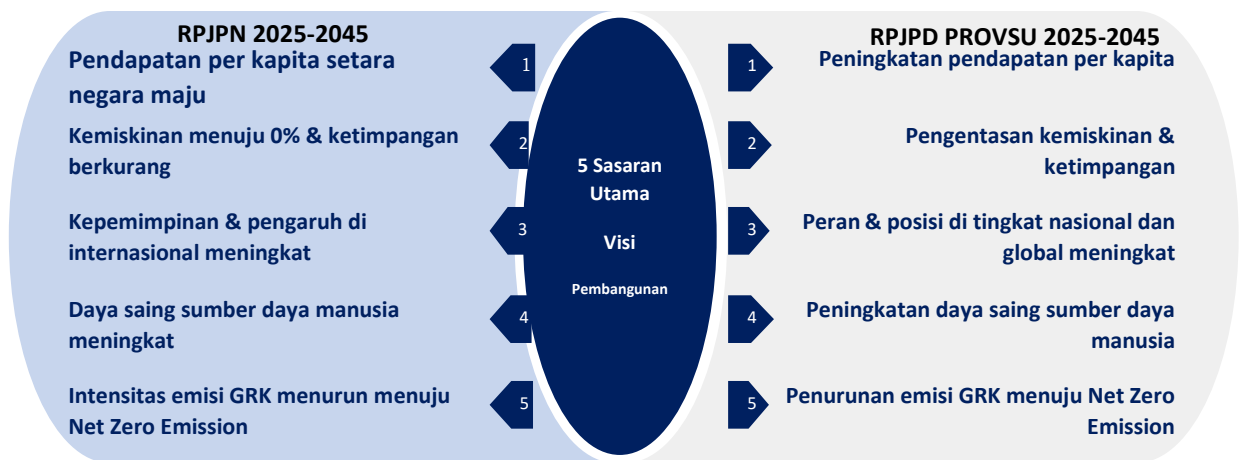 RPJPN 2025-2045
Pendapatan per kapita setara
negara maju
1
Kemiskinan menuju 0% & ketimpangan
berkurang
2
Kepemimpinan & pengaruh di
internasional meningkat
3
Daya saing sumber daya manusia
meningkat
4
Intensitas emisi GRK menurun menuju
Net Zero Emission
5
5 Sasaran
Utama
Visi
Pembangunan
RPJPD PROVSU 2025-2045
1
Peningkatan pendapatan per kapita
2
Pengentasan kemiskinan &
ketimpangan
3
Peran & posisi di tingkat nasional dan
global meningkat
4
Peningkatan daya saing sumber daya
manusia
5
Penurunan emisi GRK menuju Net Zero
Emission